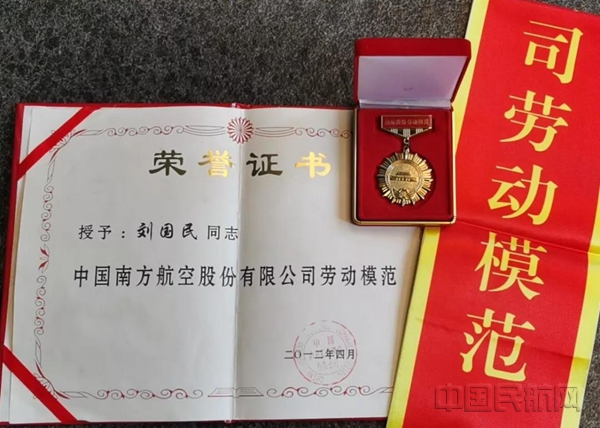 荣誉证书
授予：刘国民 同志
中国南方航空股份有限公司劳动模范
二〇一二年四月
司劳动模范
中国民航网